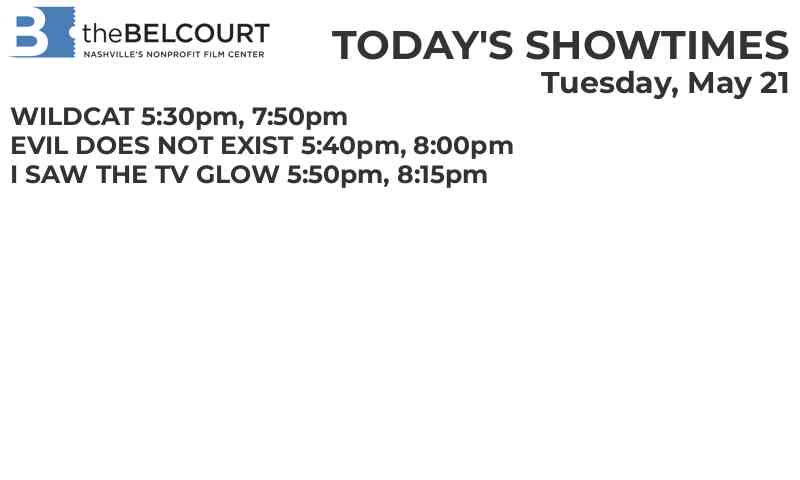 B theBELCOURT
NASHVILLE'S NONPROFIT FILM CENTER
TODAY'S SHOWTIMES
Tuesday, May 21
WILDCAT 5:30pm, 7:50pm
EVIL DOES NOT EXIST 5:40pm, 8:00pm
I SAW THE TV GLOW 5:50pm, 8:15pm